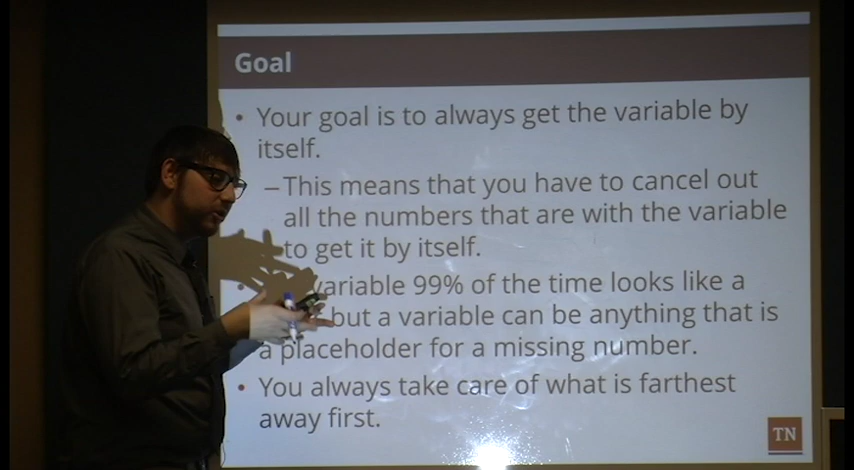 Goal
• Your goal is to always get the variable by
itself.
– This means that you have to cancel out
all the numbers that are with the variable
to get it by itself.
• variable 99% of the time looks like a
but a variable can be anything that is
a placeholder for a missing number.
• You always take care of what is farthest
away first.
TN